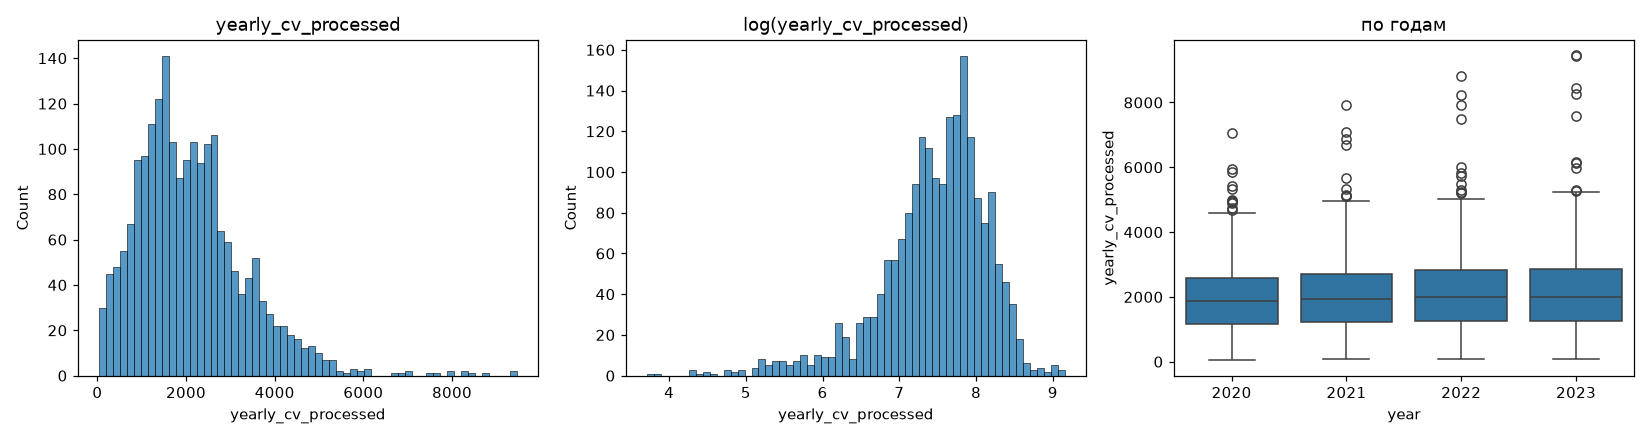 yearly_cv_processed
140
120
100
80
60
40
20
0
Count
0 2000 4000 6000 8000
yearly_cv_processed
log(yearly_cv_processed)
160
140
120
100
80
60
40
20
0
Count
4 5 6 7 8 9
yearly_cv_processed
по годам
8000
6000
4000
2000
0
yearly_cv_processed
2020 2021 2022 2023
year